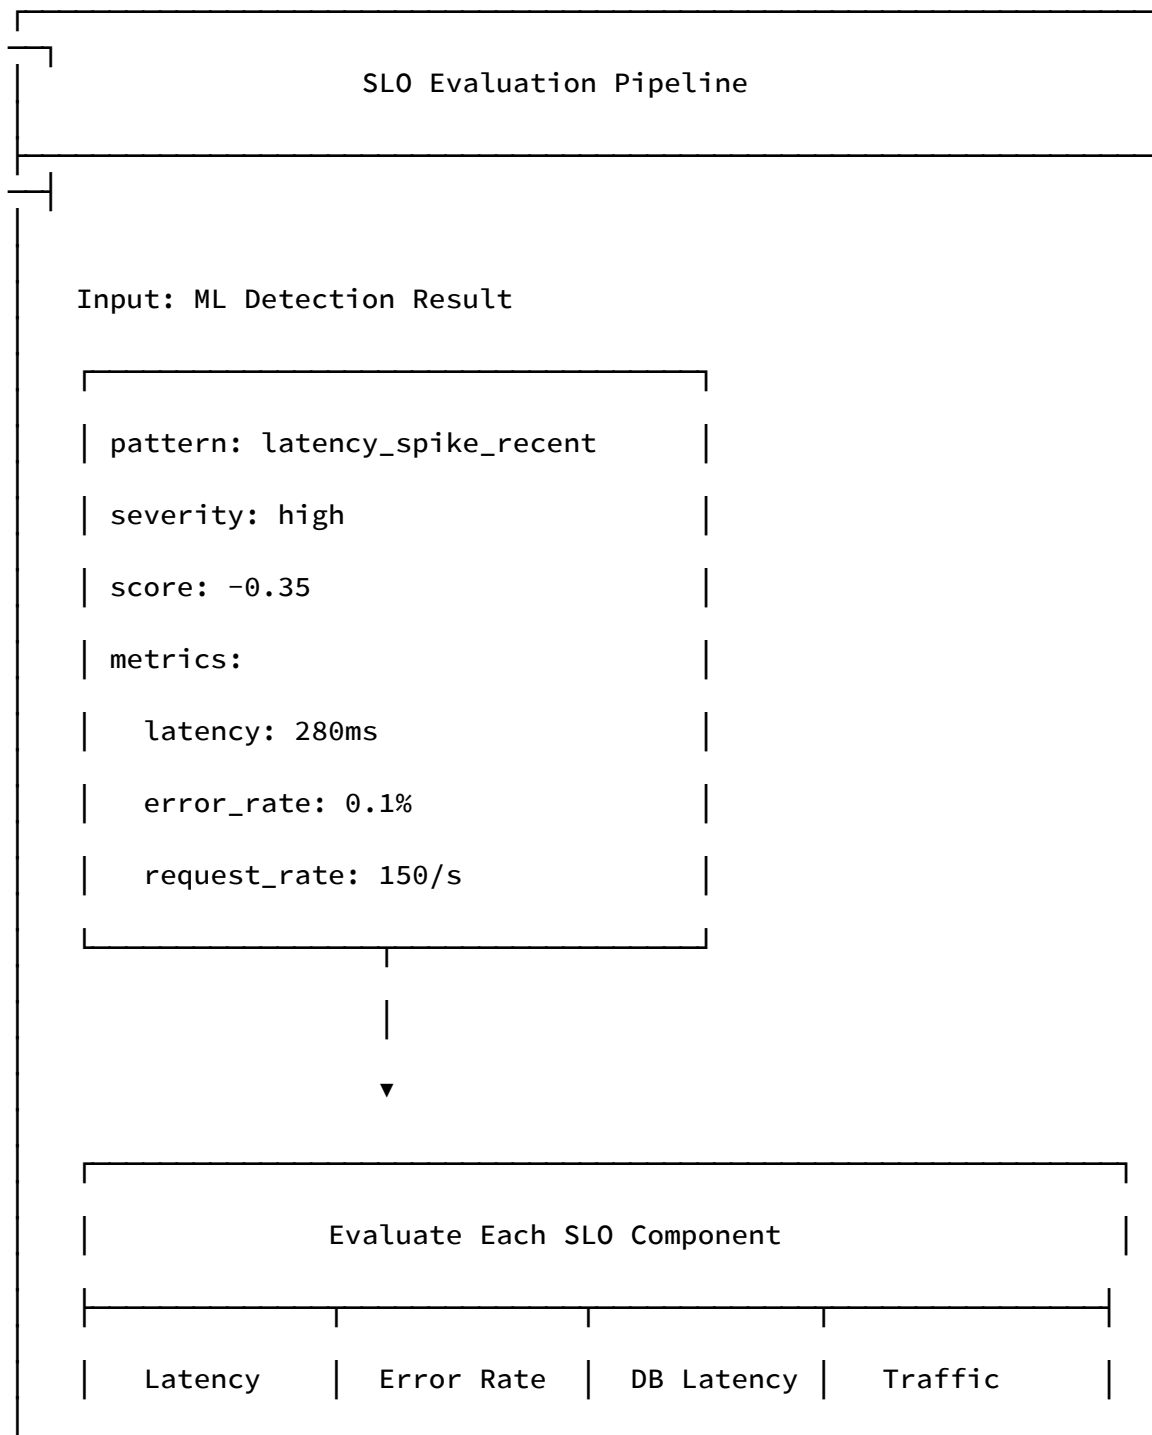 SLO Evaluation Pipeline
Input: ML Detection Result
pattern: latency_spike_recent
severity: high
score: -0.35
metrics:
latency: 280ms
error_rate: 0.1%
request_rate: 150/s
Evaluate Each SLO Component
Latency Error Rate DB Latency Traffic